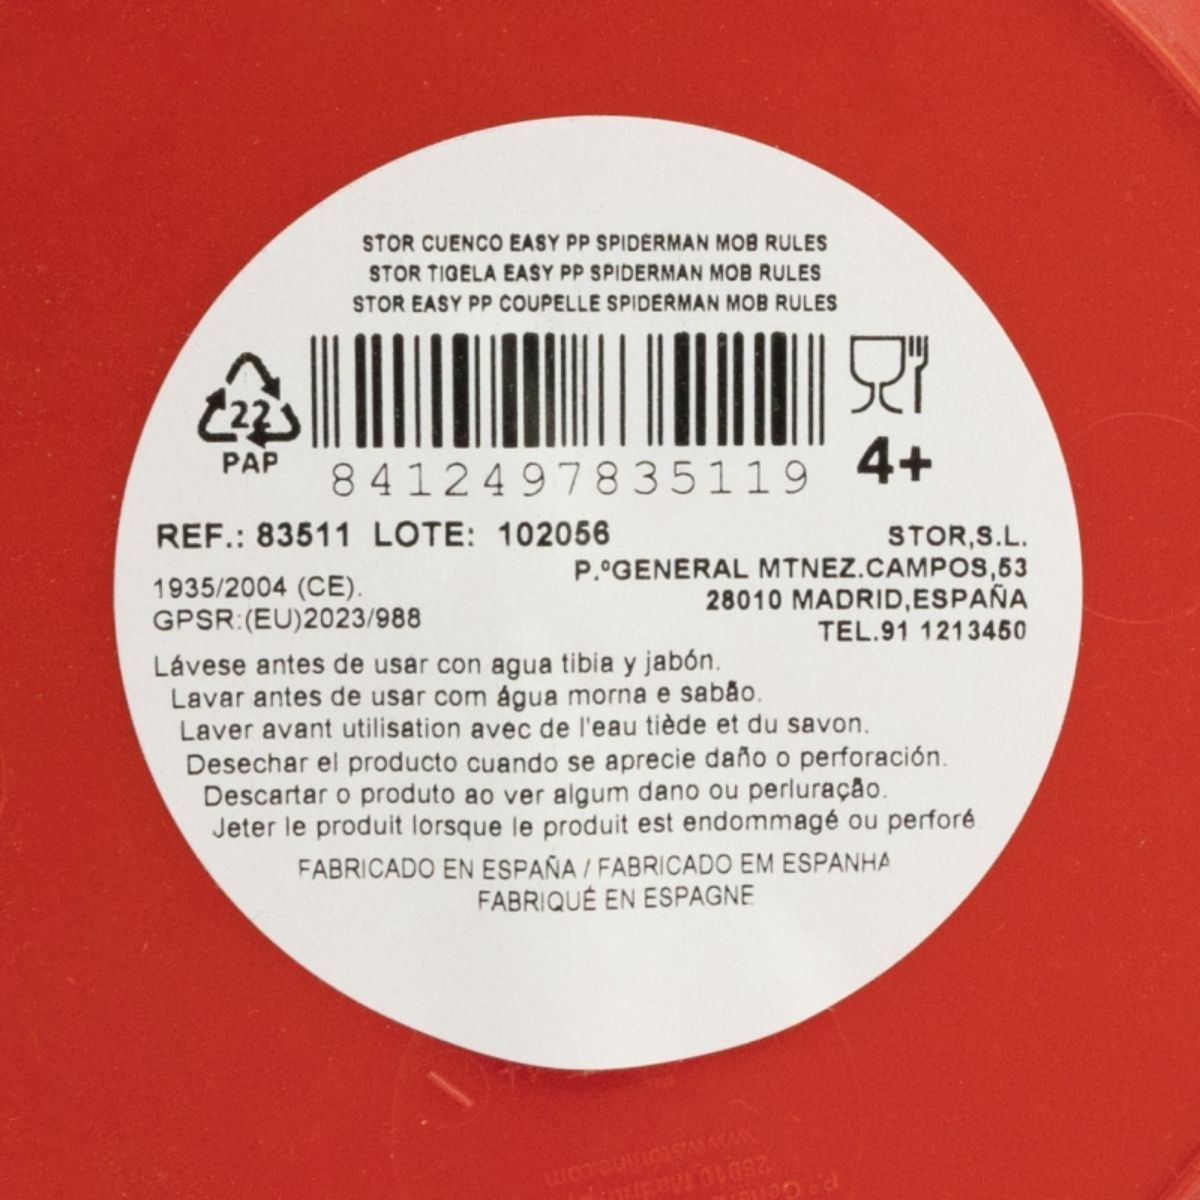 STOR CUENCO EASY PP SPIDERMAN MOB RULES
STOR TIGELA EASY PP SPIDERMAN MOB RULES
STOR EASY PP COUPELLE SPIDERMAN MOB RULES
22
PAP
8412497835119
4+
REF.: 83511 LOTE: 102056
1935/2004 (CE).
GPSR:(EU)2023/988
STOR,S.L.
P.ºGENERAL MTNEZ.CAMPOS,53
28010 MADRID,ESPAÑA
TEL.91 1213450
Lávese antes de usar con agua tibia y jabón.
Lavar antes de usar com água morna e sabão.
Laver avant utilisation avec de l'eau tiède et du savon.
Desechar el producto cuando se aprecie daño o perforación.
Descartar o produto ao ver algum dano ou perluração.
Jeter le produit lorsque le produit est endommagé ou perforé
FABRICADO EN ESPAÑA / FABRICADO EM ESPANHA
FABRIQUÉ EN ESPAGNE